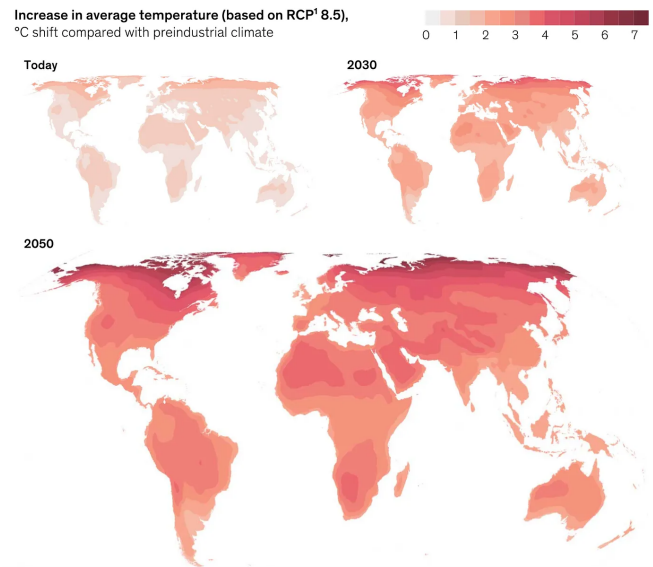 Increase in average temperature (based on RCP¹ 8.5),
°C shift compared with preindustrial climate
0 1 2 3 4 5 6 7
Today
2030
2050